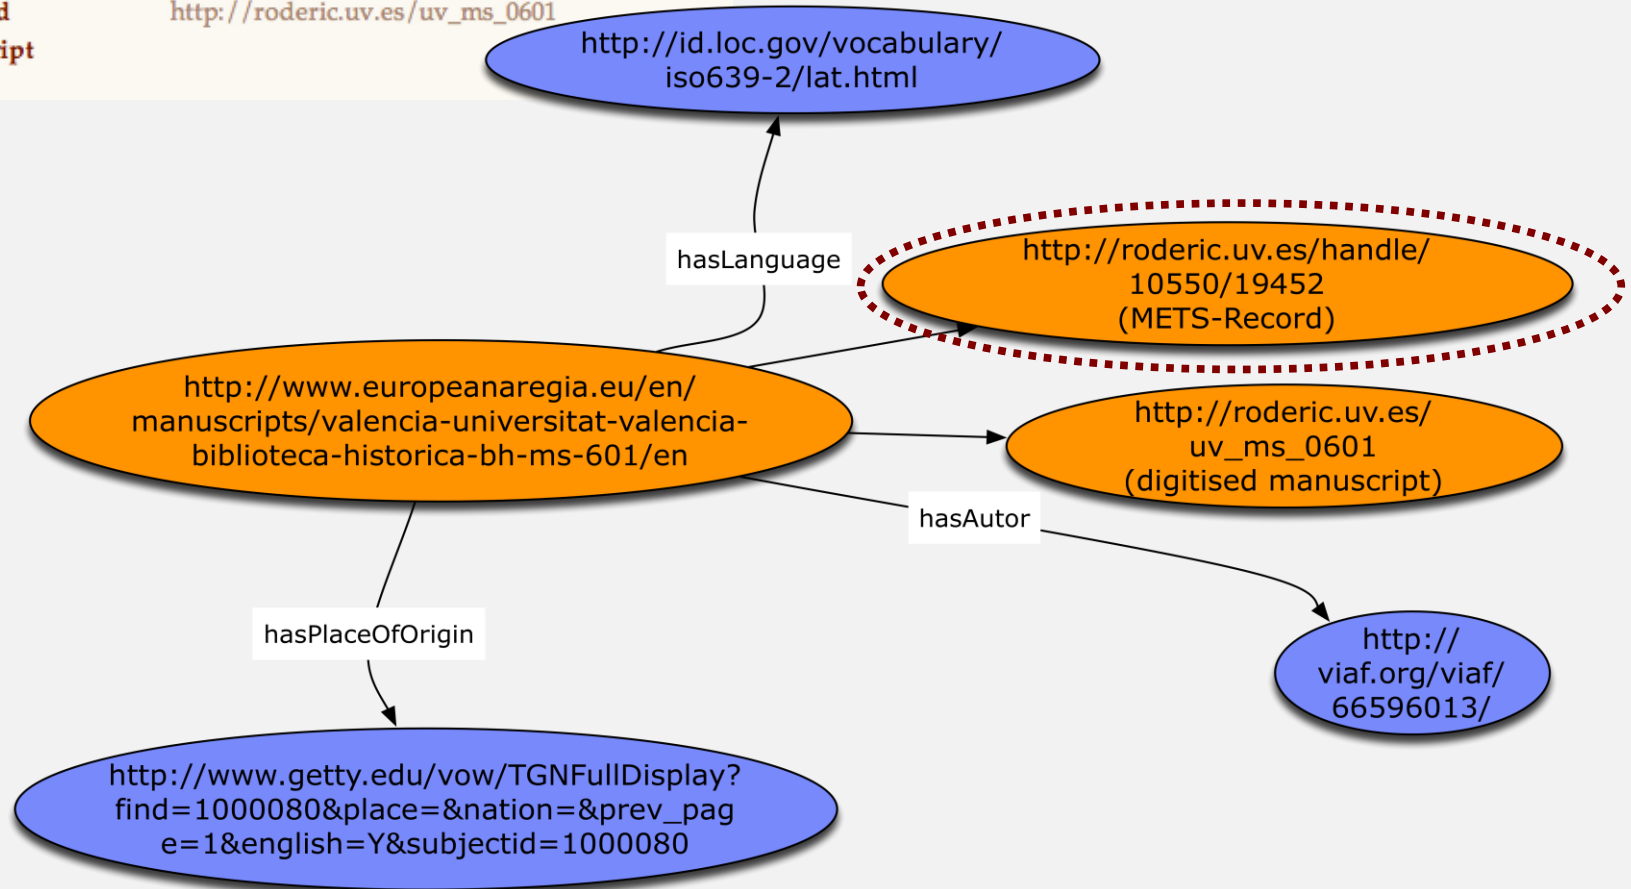 http://roderic.uv.es/uv_ms_0601
http://id.loc.gov/vocabulary/
iso639-2/lat.html
hasLanguage
http://roderic.uv.es/handle/
10550/19452
(METS-Record)
http://www.europeanaregia.eu/en/
manuscripts/valencia-universitat-valencia-
biblioteca-historica-bh-ms-601/en
http://roderic.uv.es/
uv_ms_0601
(digitised manuscript)
hasAutor
hasPlaceOfOrigin
http://
viaf.org/viaf/
66596013/
http://www.getty.edu/vow/TGNFullDisplay?
find=1000080&place=&nation=&prev_pag
e=1&english=Y&subjectid=1000080